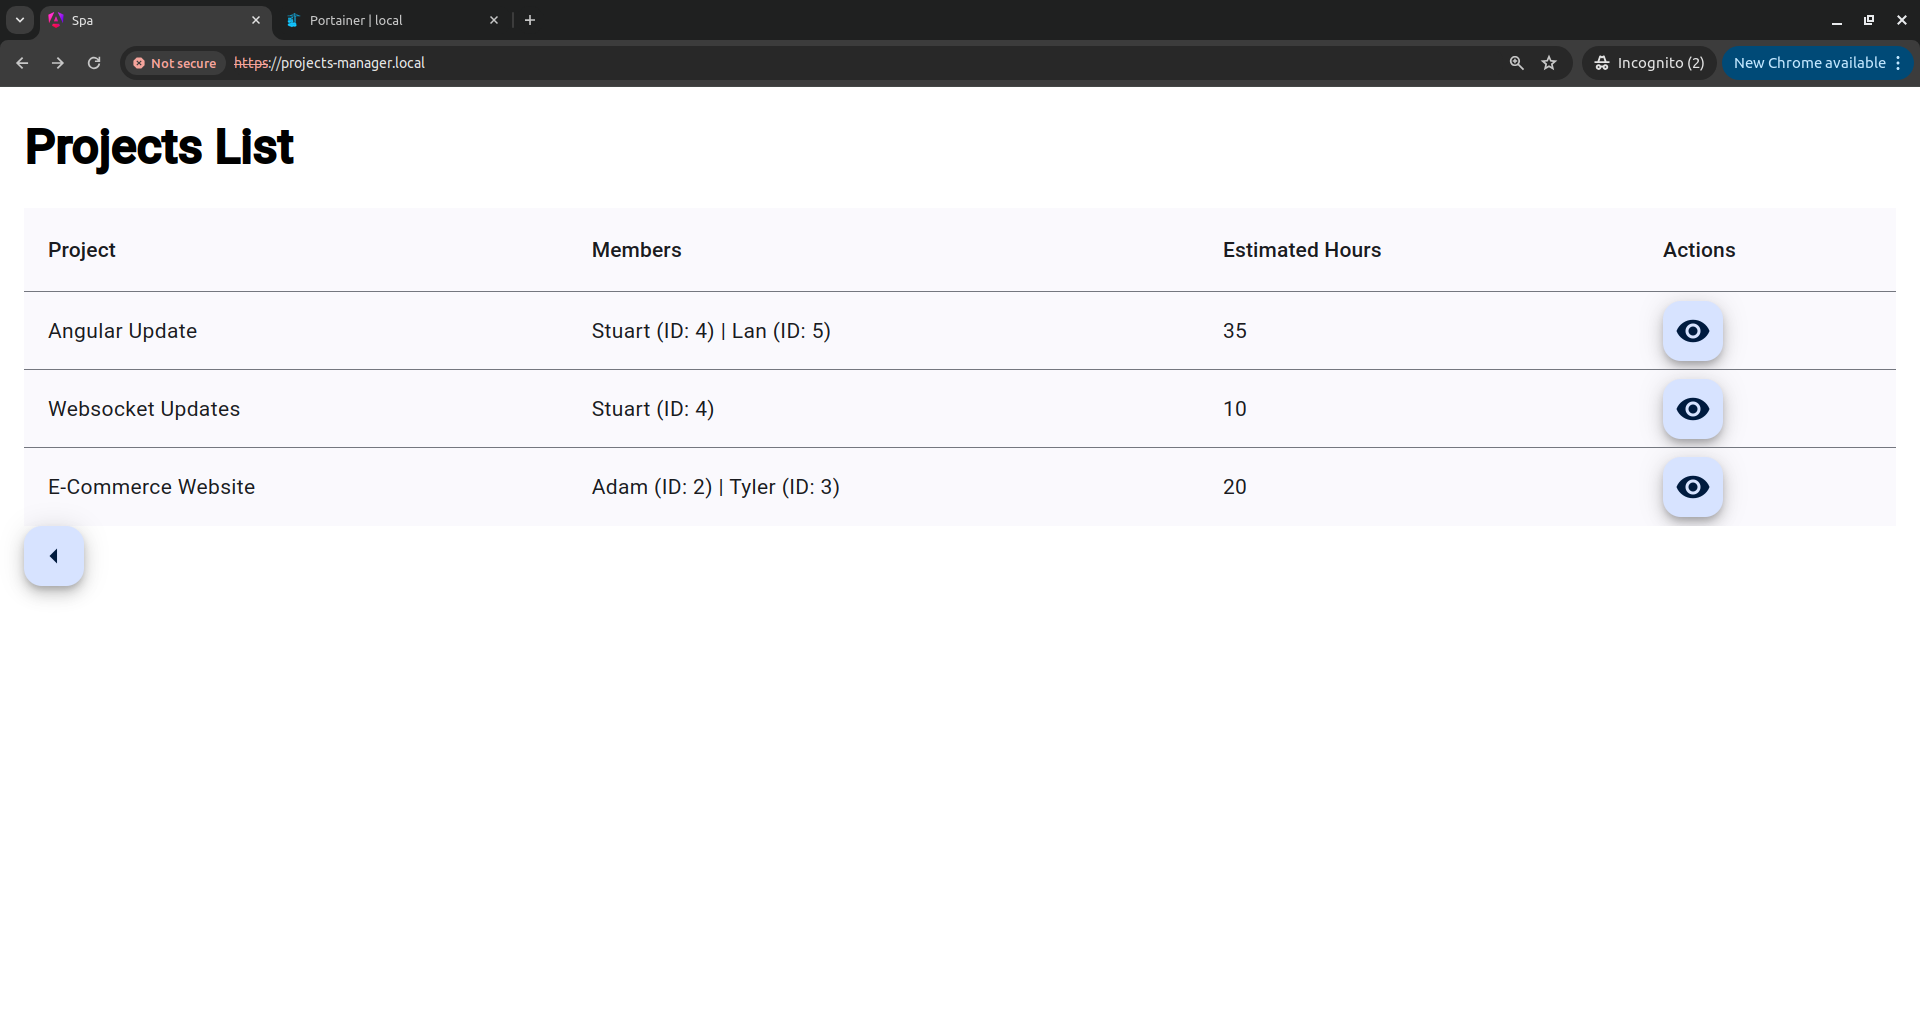 Spa
Portainer | local
Not secure https://projects-manager.local
Incognito (2)
New Chrome available
Projects List
Project Members Estimated Hours Actions
Angular Update Stuart (ID: 4) | Lan (ID: 5) 35
Websocket Updates Stuart (ID: 4) 10
E-Commerce Website Adam (ID: 2) | Tyler (ID: 3) 20